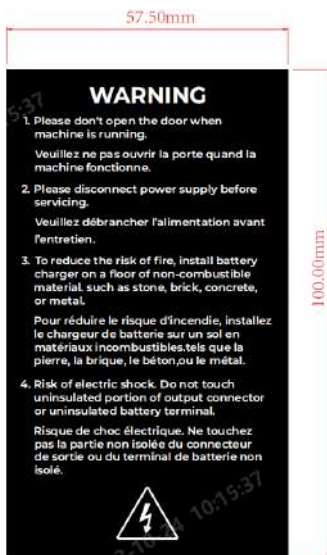 57.50mm
WARNING
1. Please don't open the door when
machine is running.
Veuillez ne pas ouvrir la porte quand la
machine fonctionne.
2. Please disconnect power supply before
servicing.
Veuillez débrancher l'alimentation avant
l'entretien.
3. To reduce the risk of fire, install battery
charger on a floor of non-combustible
material. such as stone, brick, concrete,
or metal.
Pour réduire le risque d'incendie, installez
le chargeur de batterie sur un sol en
matériaux incombustibles.tels que la
pierre, la brique, le béton,ou le métal.
4. Risk of electric shock. Do not touch
uninsulated portion of output connector
or uninsulated battery terminal.
Risque de choc électrique. Ne touchez
pas la partie non isolée du connecteur
de sortie ou du terminal de batterie non
isolé.
100.00mm
10:15:37